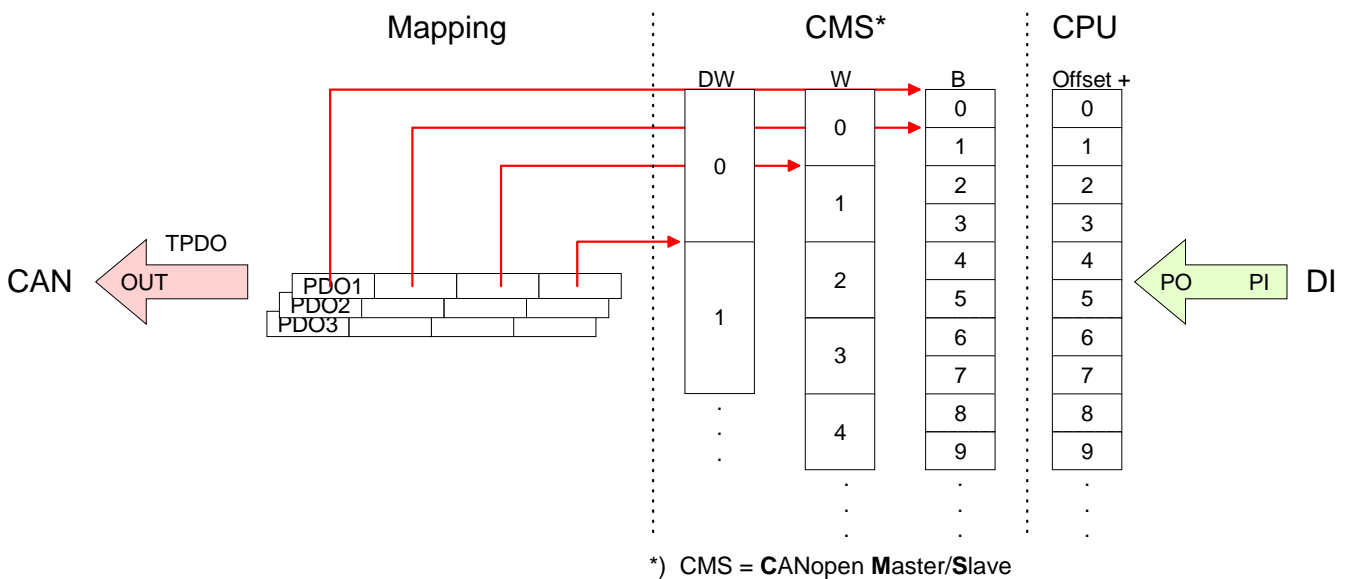 Mapping CMS* CPU
DW W B Offset +
0 0
0 1 1
0 2 2
1 3 3
TPDO 4 4
CAN OUT PDO1 2 5 5 PO PI DI
PDO2
PDO3 1 6 6
3 7 7
. 4 8 8
. 9 9
.
. . .
. . .
. . .
*) CMS = CANopen Master/Slave